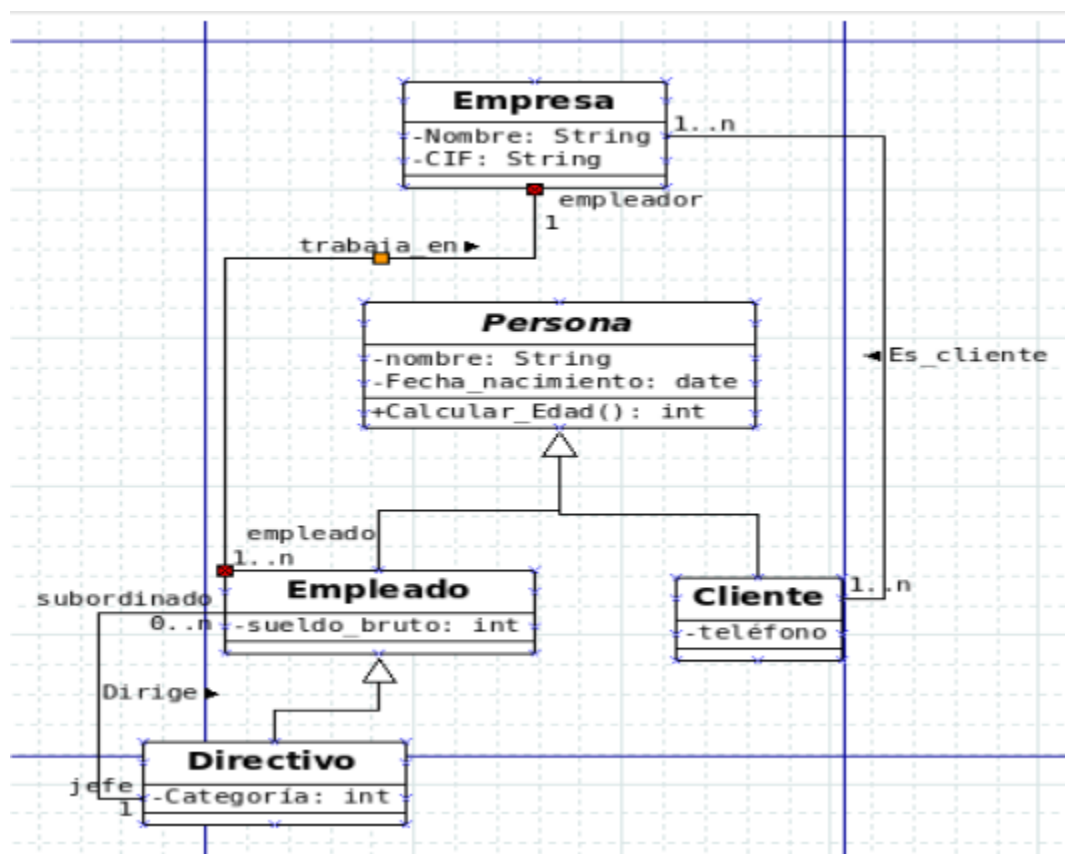 Empresa
-Nombre: String
-CIF: String
1..n
empleador
1
trabaja_en
Persona
-nombre: String
-Fecha_nacimiento: date
+Calcular_Edad(): int
Es_cliente
empleado
1..n
Empleado
-sueldo_bruto: int
subordinado
0..n
Cliente
-teléfono
1..n
Dirige
Directivo
-Categoría: int
jefe
1